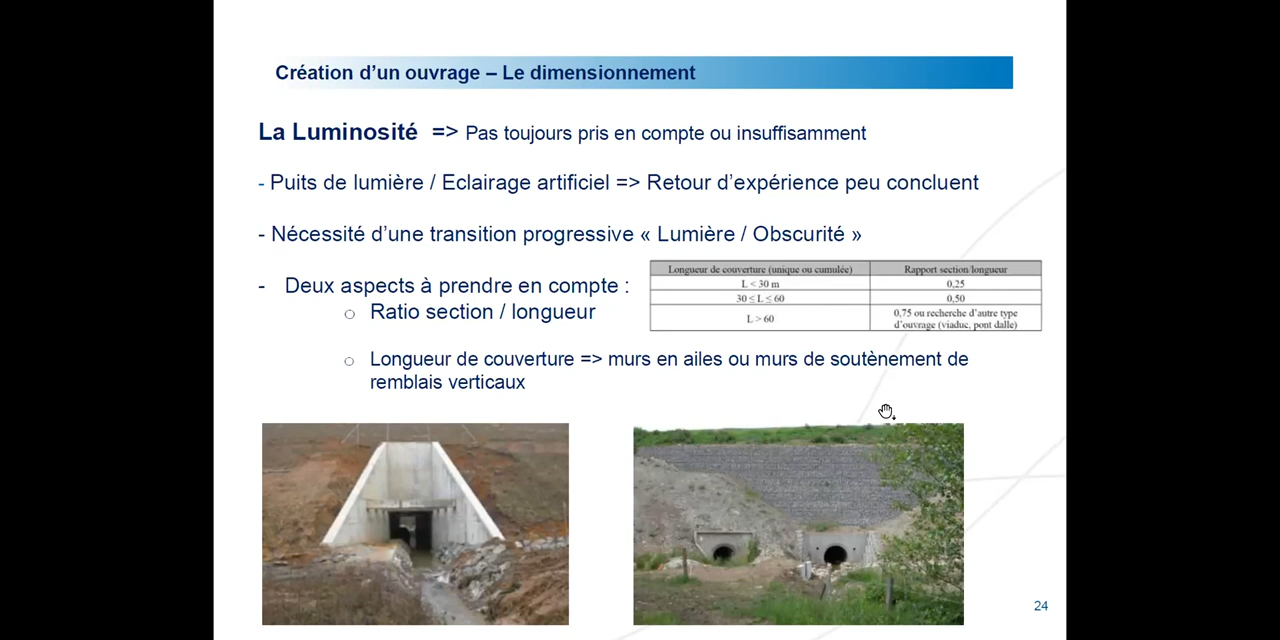 Création d'un ouvrage – Le dimensionnement
La Luminosité => Pas toujours pris en compte ou insuffisamment
- Puits de lumière / Eclairage artificiel => Retour d'expérience peu concluent
- Nécessité d'une transition progressive « Lumière / Obscurité »
- Deux aspects à prendre en compte :
○ Ratio section / longueur
Longueur de couverture (unique ou cumulée) Rapport section/longueur
L < 30 m 0,25
30 ≤ L ≤ 60 0,50
L > 60 0,75 ou recherche d'autre type
d'ouvrage (viaduc, pont dalle)
○ Longueur de couverture => murs en ailes ou murs de soutènement de
remblais verticaux
24